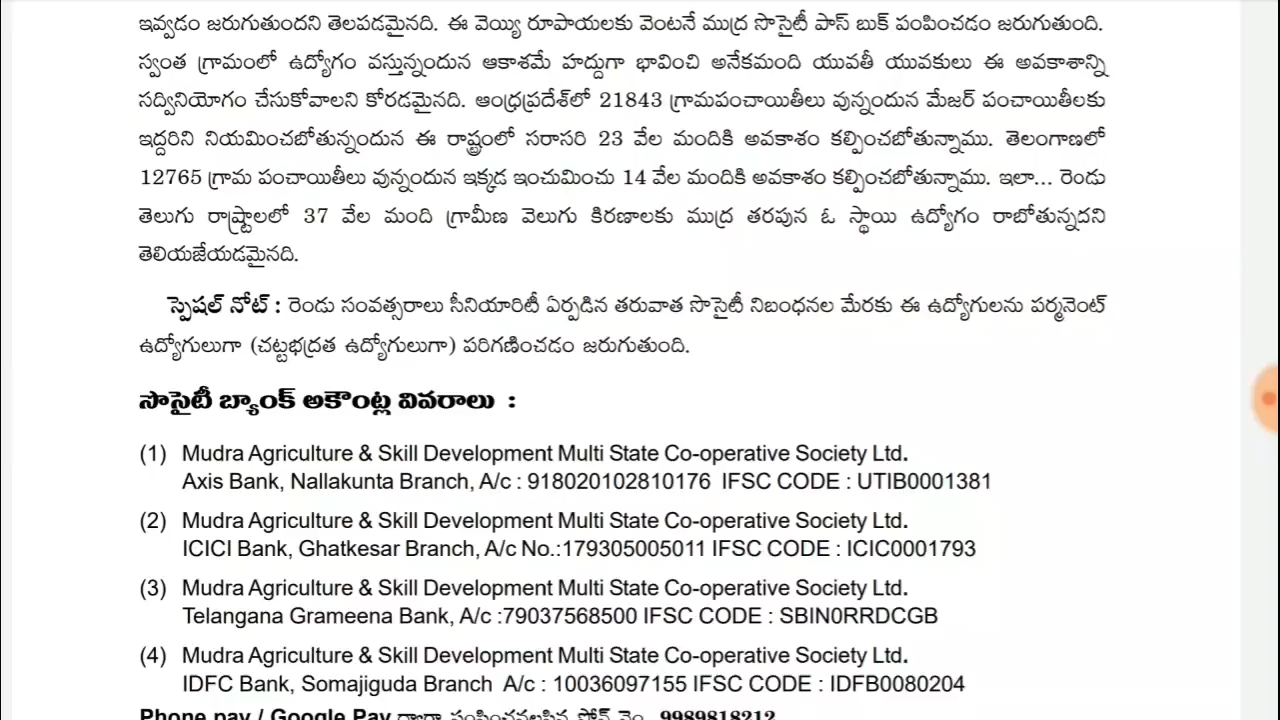 ఇవ్వడం జరుగుతుందని తెలపడమైనది. ఈ వెయ్యి రూపాయలకు వెంటనే ముద్ర సొసైటీ పాస్ బుక్ పంపించడం జరుగుతుంది.
స్వంత గ్రామంలో ఉద్యోగం వస్తున్నందున ఆకాశమే హద్దుగా భావించి అనేకమంది యువతీ యువకులు ఈ అవకాశాన్ని
సద్వినియోగం చేసుకోవాలని కోరడమైనది. ఆంధ్రప్రదేశ్‌లో 21843 గ్రామపంచాయితీలు వున్నందున మేజర్ పంచాయితీలకు
ఇద్దరిని నియమించబోతున్నందున ఈ రాష్ట్రంలో సరాసరి 23 వేల మందికి అవకాశం కల్పించబోతున్నాము. తెలంగాణలో
12765 గ్రామ పంచాయితీలు వున్నందున ఇక్కడ ఇంచుమించు 14 వేల మందికి అవకాశం కల్పించబోతున్నాము. ఇలా... రెండు
తెలుగు రాష్ట్రాలలో 37 వేల మంది గ్రామీణ వెలుగు కిరణాలకు ముద్ర తరపున ఓ స్థాయి ఉద్యోగం రాబోతున్నదని
తెలియజేయడమైనది.
స్పెషల్ నోట్ : రెండు సంవత్సరాలు సీనియారిటీ ఏర్పడిన తరువాత సొసైటీ నిబంధనల మేరకు ఈ ఉద్యోగులను పర్మనెంట్
ఉద్యోగులుగా (చట్టభద్రత ఉద్యోగులుగా) పరిగణించడం జరుగుతుంది.
సొసైటీ బ్యాంక్ అకౌంట్ల వివరాలు :
(1) Mudra Agriculture & Skill Development Multi State Co-operative Society Ltd.
Axis Bank, Nallakunta Branch, A/c : 918020102810176 IFSC CODE : UTIB0001381
(2) Mudra Agriculture & Skill Development Multi State Co-operative Society Ltd.
ICICI Bank, Ghatkesar Branch, A/c No.:179305005011 IFSC CODE : ICIC0001793
(3) Mudra Agriculture & Skill Development Multi State Co-operative Society Ltd.
Telangana Grameena Bank, A/c :79037568500 IFSC CODE : SBIN0RRDCGB
(4) Mudra Agriculture & Skill Development Multi State Co-operative Society Ltd.
IDFC Bank, Somajiguda Branch A/c : 10036097155 IFSC CODE : IDFB0080204
Phone pay / Google Pay ద్వారా పంపించవలసిన ఫోన్ నెం. 9989818212